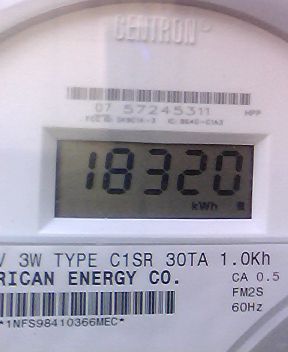 CENTRON®
07 57245311 HPP
18320
kWh
V 3W TYPE C1SR 30TA 1.0Kh
RICAN ENERGY CO.
CA 0.5
FM2S
60Hz
*1NFS98410366MEC*